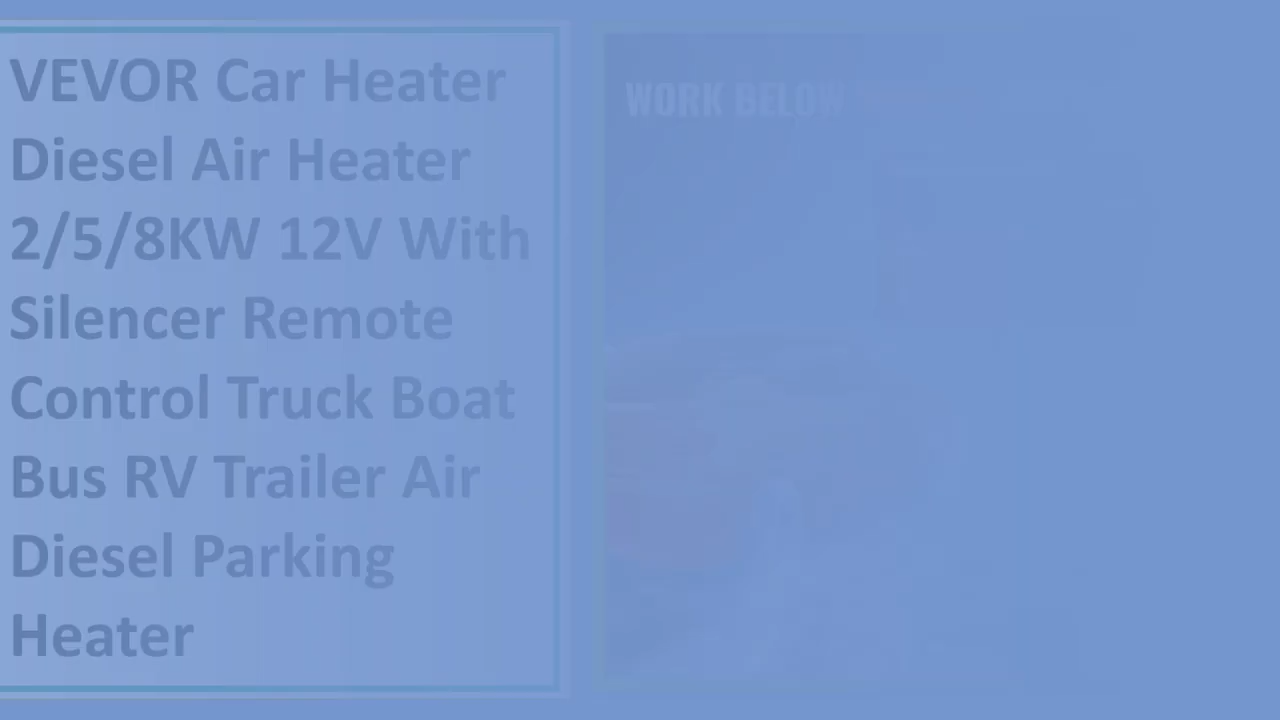 VEVOR Car Heater
Diesel Air Heater
2/5/8KW 12V With
Silencer Remote
Control Truck Boat
Bus RV Trailer Air
Diesel Parking
Heater
WORK BELOW